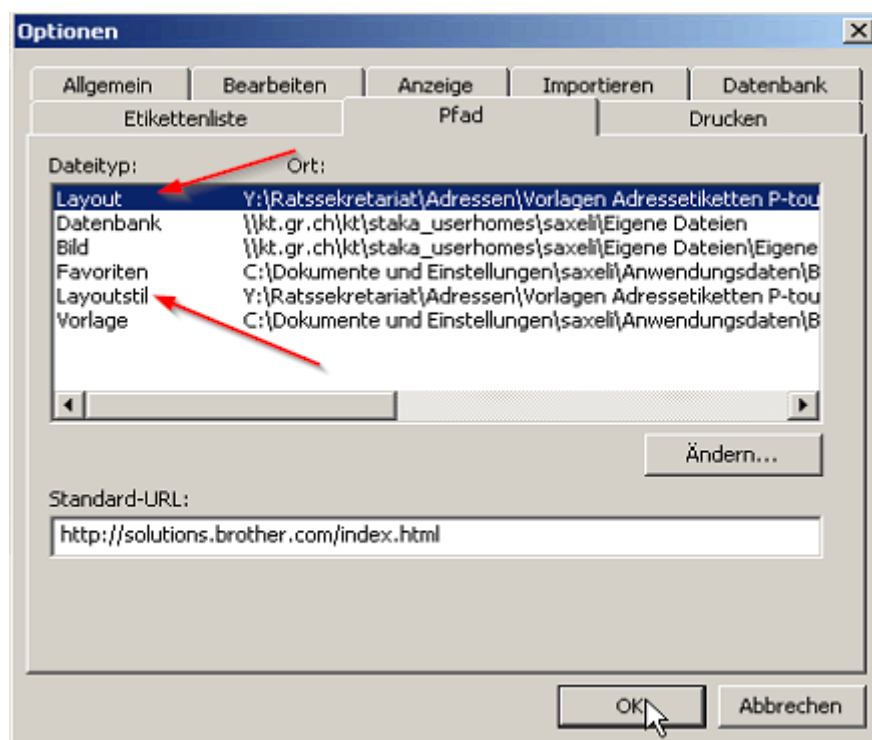 Optionen
Allgemein Bearbeiten Anzeige Importieren Datenbank
Etikettenliste Pfad Drucken
Dateityp: Ort:
Layout Y:\Ratssekretariat\Adressen\Vorlagen Adressetiketten P-tou
Datenbank \\kt.gr.ch\kt\staka_userhomes\saxeli\Eigene Dateien
Bild \\kt.gr.ch\kt\staka_userhomes\saxeli\Eigene Dateien\Eigene
Favoriten C:\Dokumente und Einstellungen\saxeli\Anwendungsdaten\B
Layoutstil Y:\Ratssekretariat\Adressen\Vorlagen Adressetiketten P-tou
Vorlage C:\Dokumente und Einstellungen\saxeli\Anwendungsdaten\B
Ändern...
Standard-URL:
http://solutions.brother.com/index.html
OK Abbrechen